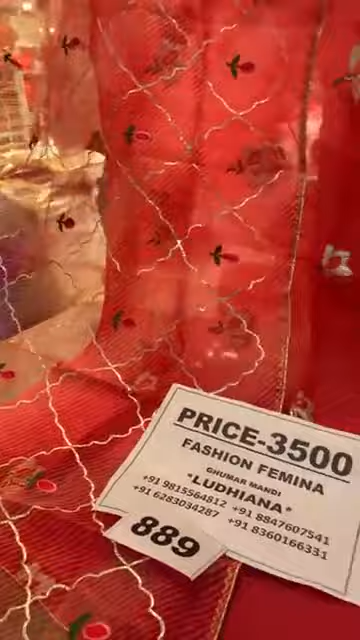 PRICE-3500
FASHION FEMINA
GHUMAR MANDI
*LUDHIANA*
+91 9815564812 +91 8847607541
+91 6283034287 +91 8360166331
889